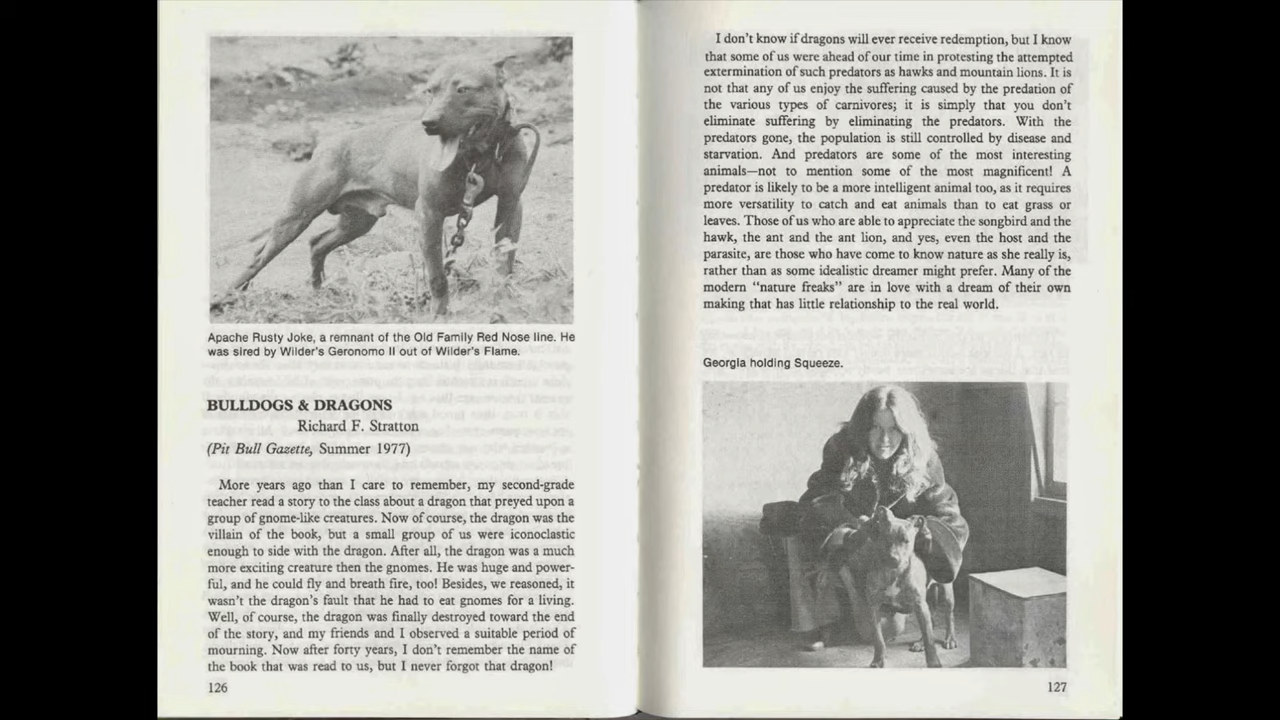 Apache Rusty Joke, a remnant of the Old Family Red Nose line. He
was sired by Wilder's Geronomo II out of Wilder's Flame.
BULLDOGS & DRAGONS
Richard F. Stratton
(Pit Bull Gazette, Summer 1977)
More years ago than I care to remember, my second-grade
teacher read a story to the class about a dragon that preyed upon a
group of gnome-like creatures. Now of course, the dragon was the
villain of the book, but a small group of us were iconoclastic
enough to side with the dragon. After all, the dragon was a much
more exciting creature then the gnomes. He was huge and power-
ful, and he could fly and breath fire, too! Besides, we reasoned, it
wasn't the dragon's fault that he had to eat gnomes for a living.
Well, of course, the dragon was finally destroyed toward the end
of the story, and my friends and I observed a suitable period of
mourning. Now after forty years, I don't remember the name of
the book that was read to us, but I never forgot that dragon!
126
I don't know if dragons will ever receive redemption, but I know
that some of us were ahead of our time in protesting the attempted
extermination of such predators as hawks and mountain lions. It is
not that any of us enjoy the suffering caused by the predation of
the various types of carnivores; it is simply that you don't
eliminate suffering by eliminating the predators. With the
predators gone, the population is still controlled by disease and
starvation. And predators are some of the most interesting
animals—not to mention some of the most magnificent! A
predator is likely to be a more intelligent animal too, as it requires
more versatility to catch and eat animals than to eat grass or
leaves. Those of us who are able to appreciate the songbird and the
hawk, the ant and the ant lion, and yes, even the host and the
parasite, are those who have come to know nature as she really is,
rather than as some idealistic dreamer might prefer. Many of the
modern "nature freaks" are in love with a dream of their own
making that has little relationship to the real world.
Georgia holding Squeeze.
127